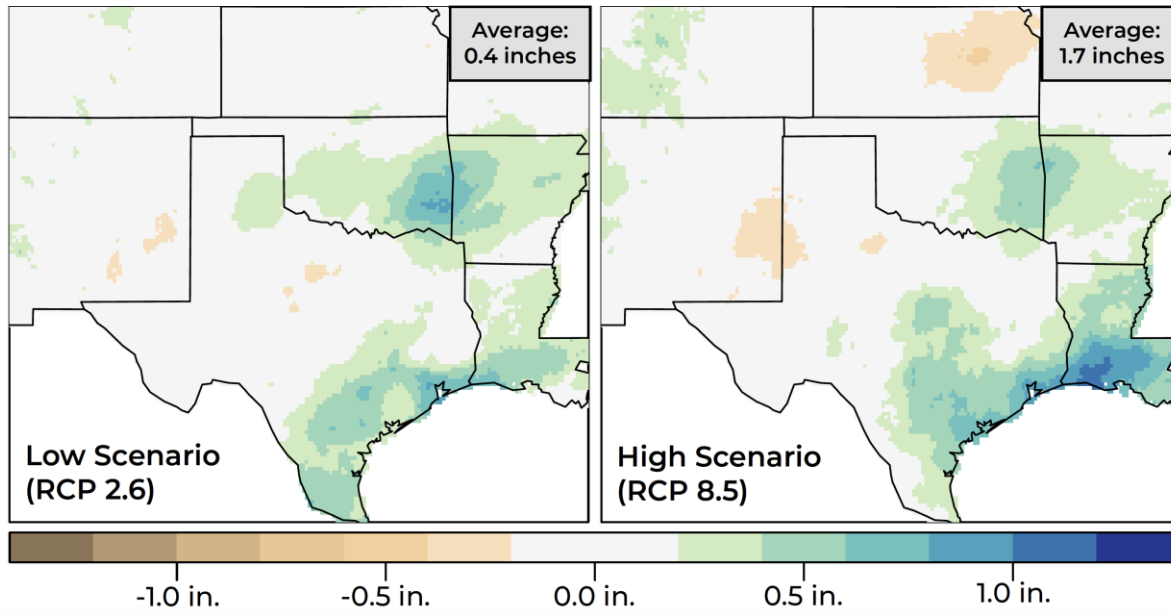 Average:
0.4 inches
Average:
1.7 inches
Low Scenario
(RCP 2.6)
High Scenario
(RCP 8.5)
-1.0 in.
-0.5 in.
0.0 in.
0.5 in.
1.0 in.